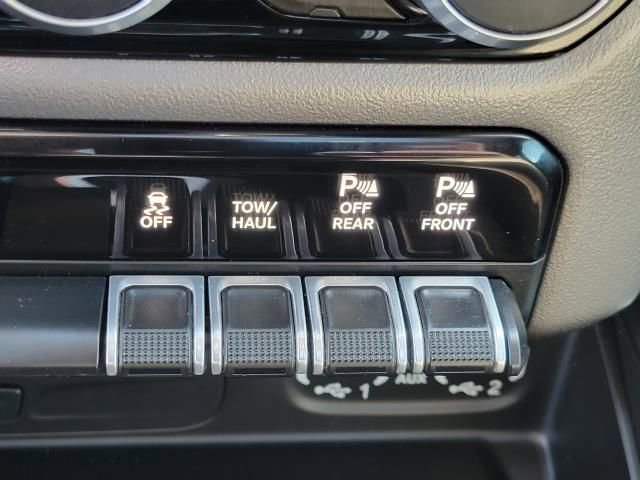 OFF
TOW/
HAUL
P
OFF
REAR
P
OFF
FRONT
1
AUX
2